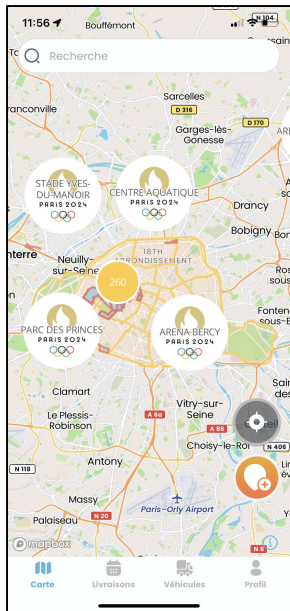 11:56
N 104
Bouffémont
Recherche
Sarcelles
D 316
Garges-lès-
Gonesse
D 170
STADE YVES-
DU-MANOIR
PARIS 2024
CENTRE AQUATIQUE
PARIS 2024
Drancy
Bobigny
Neuilly-
sur-Seine
18TH
ARRONDISSEMENT
260
PARC DES PRINCES
PARIS 2024
ARENA-BERCY
PARIS 2024
Clamart
Le Plessis-
Robinson
Vitry-sur-
Seine
A 6a
A 86
Choisy-le-Roi
N 118
Antony
Massy
Paris-Orly Airport
N 20
Palaiseau
mapbox
N 6
Carte
Livraisons
Véhicules
Profil